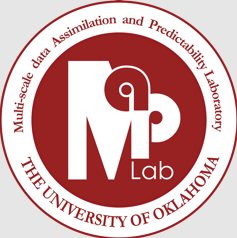 Multi-scale data Assimilation and Predictability Laboratory
Map
Lab
THE UNIVERSITY OF OKLAHOMA